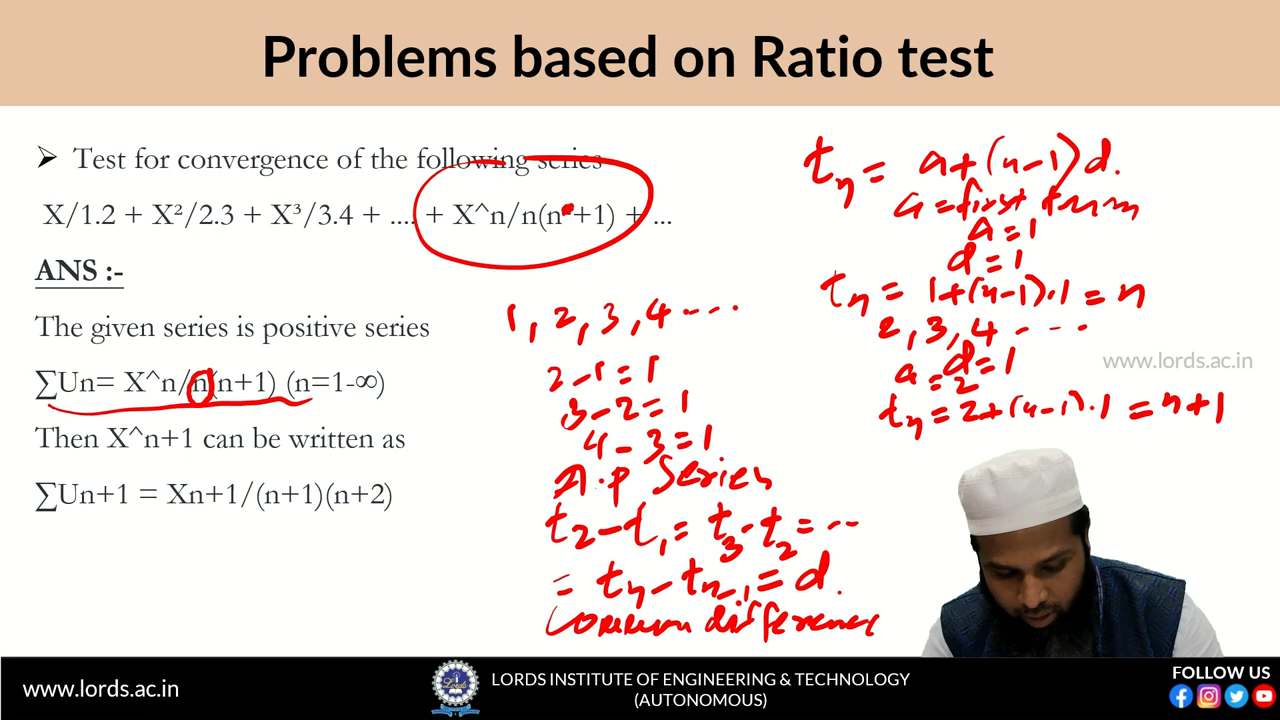 Problems based on Ratio test
➤ Test for convergence of the following series
X/1.2 + X²/2.3 + X³/3.4 + .... + X^n/n(n +1) + ...
ANS :-
The given series is positive series
∑Un= X^n/n(n+1) (n=1-∞)
Then X^n+1 can be written as
∑Un+1 = Xn+1/(n+1)(n+2)
1, 2, 3, 4 ...
2-1=1
3-2=1
4-3=1
A.P Series
t2-t1 = t3-t2 = ...
= tn-tn-1 = d.
Common difference
tn = a+(n-1)d.
a = first term
a=1
d=1
tn = 1+(n-1).1 = n
2, 3, 4 ....
d=1
a=2
tn = 2+(n-1).1 = n+1
www.lords.ac.in
www.lords.ac.in
Lords
LORDS INSTITUTE OF ENGINEERING & TECHNOLOGY
(AUTONOMOUS)
FOLLOW US